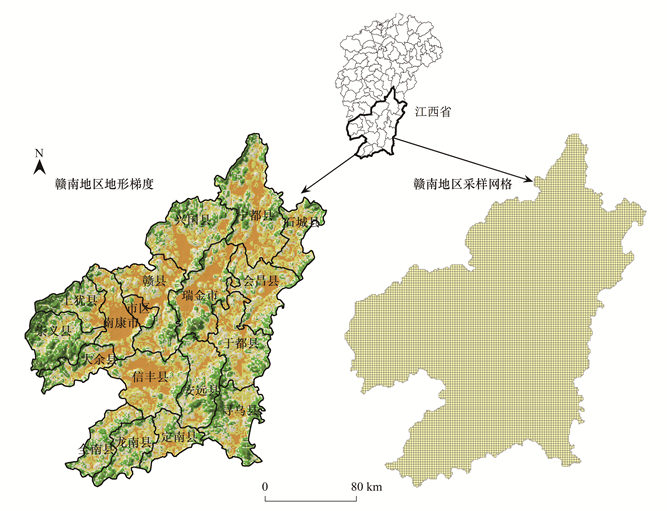 江西省
N
赣南地区地形梯度
赣南地区采样网格
兴国县
宁都县
石城县
赣县
瑞金市
会昌县
上犹县
市区
南康市
崇义县
大余县
于都县
信丰县
安远县
寻乌县
全南县
龙南县
定南县
0
80 km